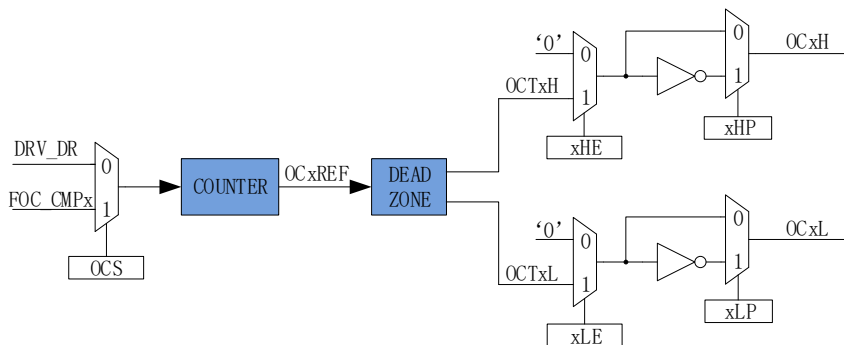 ‘0’
0
OCTxH
1
xHE
0
1
OCxH
xHP
DRV_DR
0
FOC_CMPx
1
OCS
COUNTER
OCxREF
DEAD
ZONE
‘0’
0
OCTxL
1
xLE
0
1
OCxL
xLP